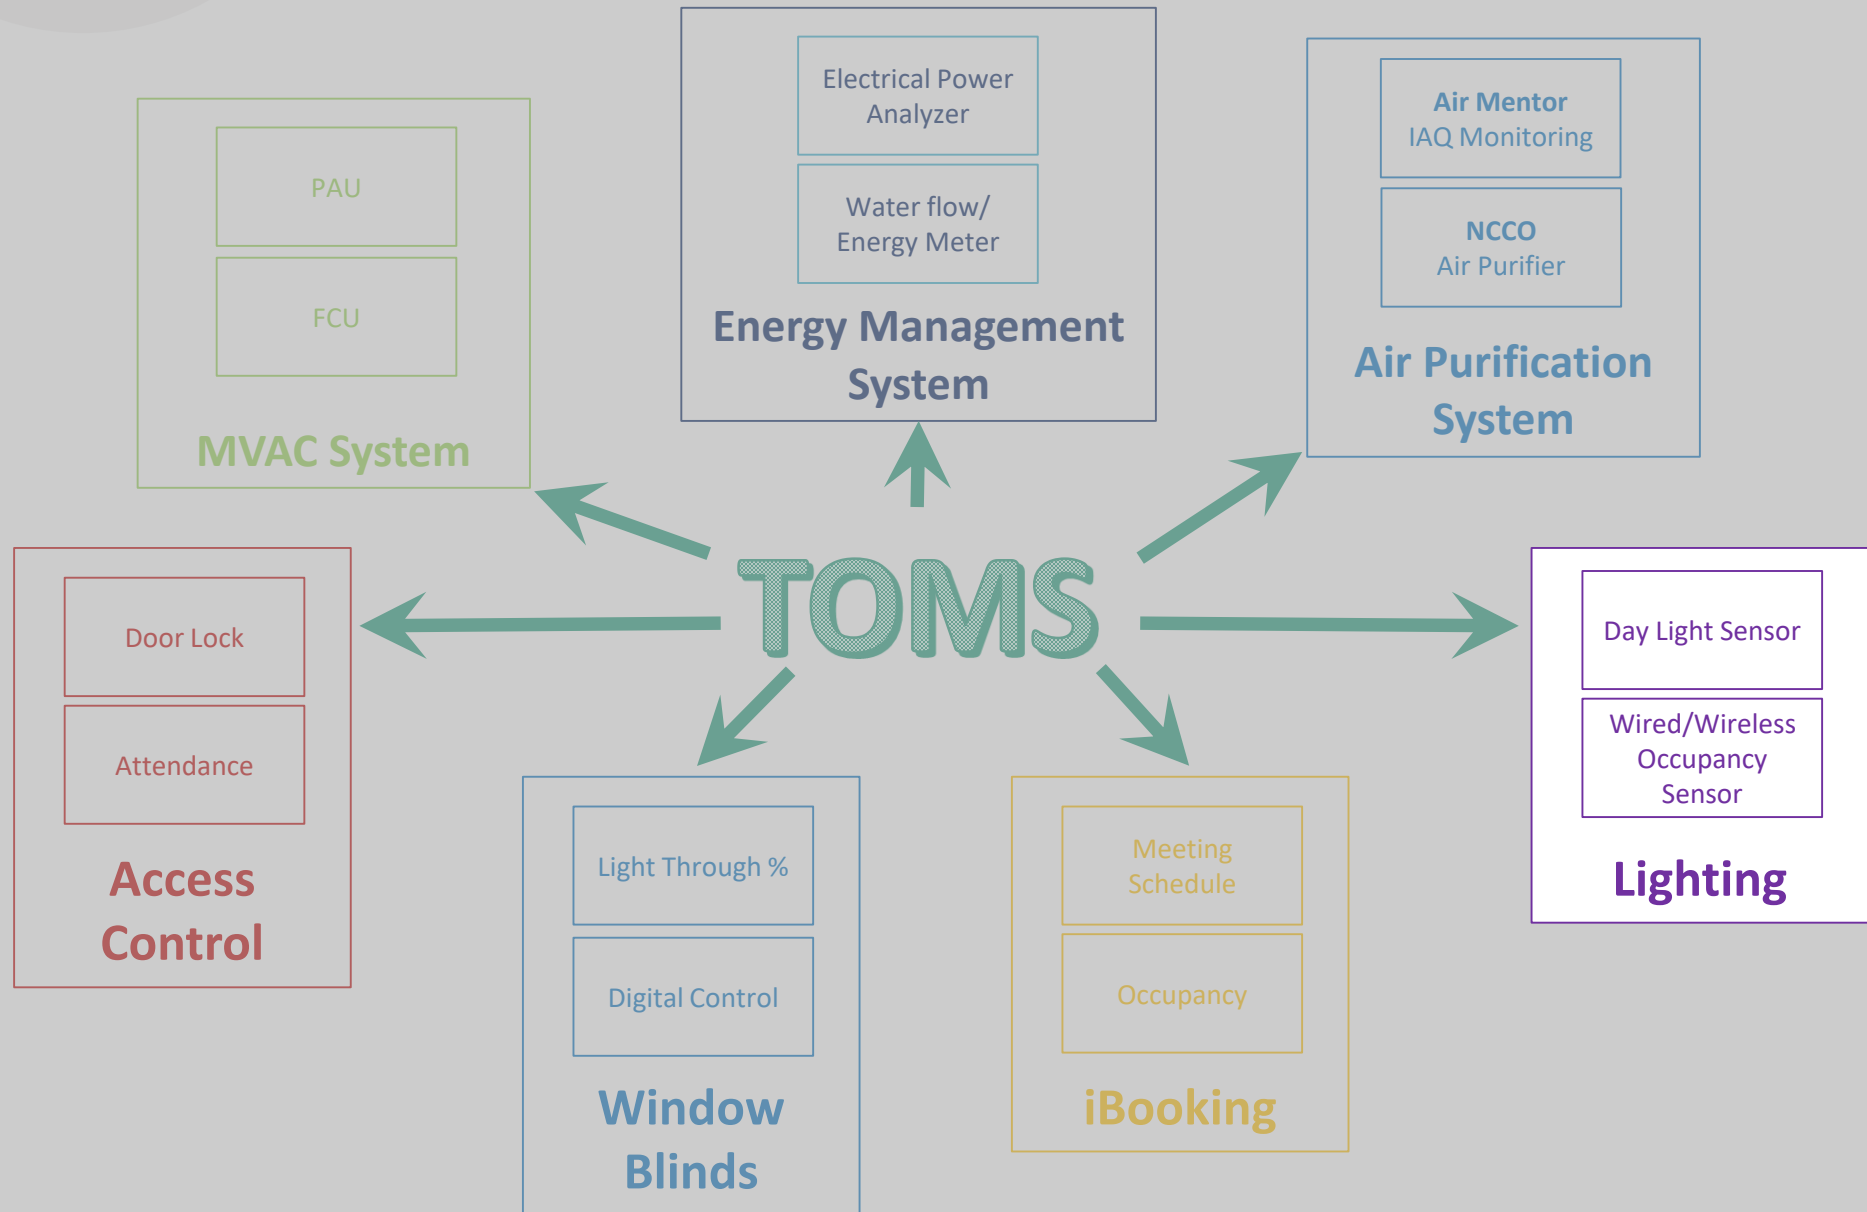 Electrical Power
Analyzer
Water flow/
Energy Meter
Energy Management
System
Air Mentor
IAQ Monitoring
NCCO
Air Purifier
Air Purification
System
PAU
FCU
MVAC System
TOMS
Door Lock
Attendance
Access
Control
Day Light Sensor
Wired/Wireless
Occupancy
Sensor
Lighting
Light Through %
Digital Control
Window
Blinds
Meeting
Schedule
Occupancy
iBooking